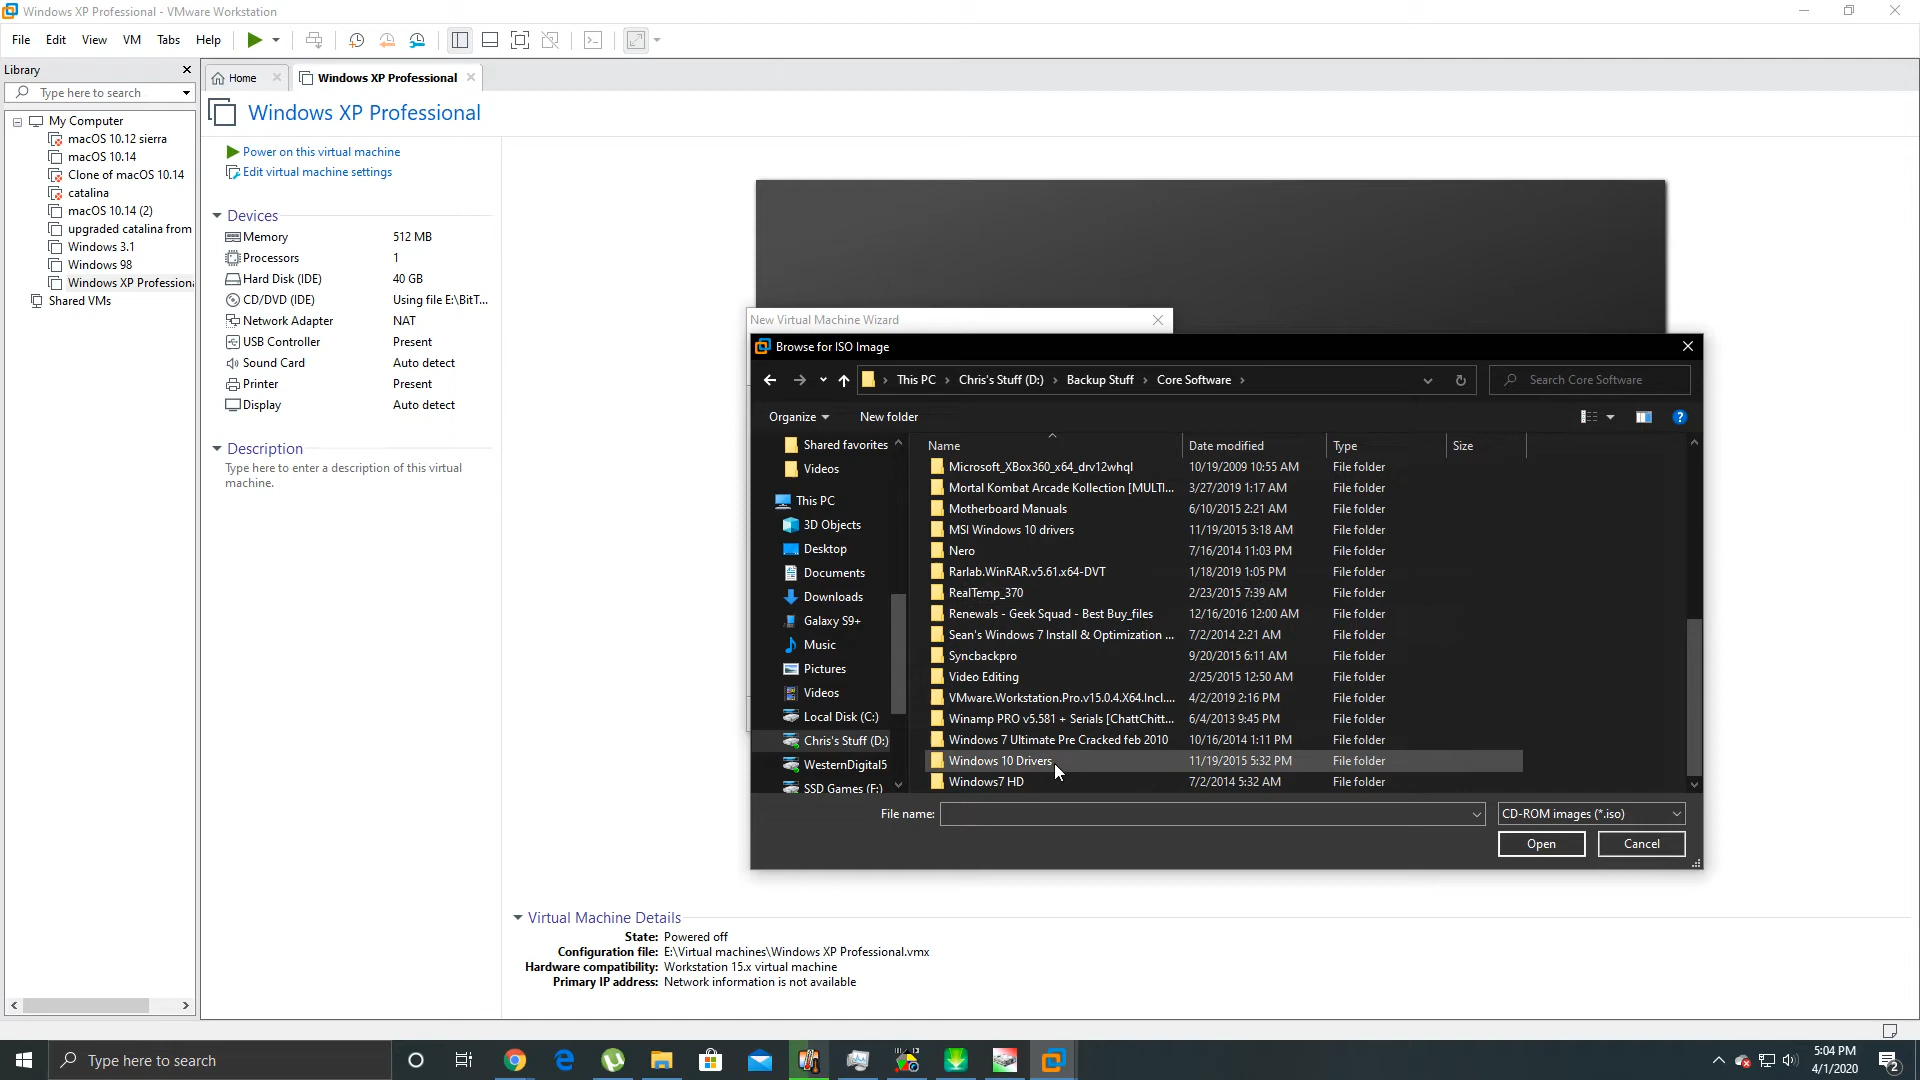 Windows XP Professional - VMware Workstation
File Edit View VM Tabs Help
Library
Type here to search
My Computer
macOS 10.12 sierra
macOS 10.14
Clone of macOS 10.14
catalina
macOS 10.14 (2)
upgraded catalina from
Windows 3.1
Windows 98
Windows XP Professiona
Shared VMs
Home
Windows XP Professional
Windows XP Professional
Power on this virtual machine
Edit virtual machine settings
Devices
Memory 512 MB
Processors 1
Hard Disk (IDE) 40 GB
CD/DVD (IDE) Using file E:\BitT...
Network Adapter NAT
USB Controller Present
Sound Card Auto detect
Printer Present
Display Auto detect
Description
Type here to enter a description of this virtual
machine.
New Virtual Machine Wizard
Browse for ISO Image
This PC Chris's Stuff (D:) Backup Stuff Core Software
Search Core Software
Organize New folder
Shared favorites
Videos
This PC
3D Objects
Desktop
Documents
Downloads
Galaxy S9+
Music
Pictures
Videos
Local Disk (C:)
Chris's Stuff (D:)
WesternDigital5
SSD Games (F:)
Name Date modified Type Size
Microsoft_XBox360_x64_drv12whql 10/19/2009 10:55 AM File folder
Mortal Kombat Arcade Kollection [MULTI... 3/27/2019 1:17 AM File folder
Motherboard Manuals 6/10/2015 2:21 AM File folder
MSI Windows 10 drivers 11/19/2015 3:18 AM File folder
Nero 7/16/2014 11:03 PM File folder
Rarlab.WinRAR.v5.61.x64-DVT 1/18/2019 1:05 PM File folder
RealTemp_370 2/23/2015 7:39 AM File folder
Renewals - Geek Squad - Best Buy_files 12/16/2016 12:00 AM File folder
Sean's Windows 7 Install & Optimization ... 7/2/2014 2:21 AM File folder
Syncbackpro 9/20/2015 6:11 AM File folder
Video Editing 2/25/2015 12:50 AM File folder
VMware.Workstation.Pro.v15.0.4.X64.Incl.... 4/2/2019 2:16 PM File folder
Winamp PRO v5.581 + Serials [ChattChitt... 6/4/2013 9:45 PM File folder
Windows 7 Ultimate Pre Cracked feb 2010 10/16/2014 1:11 PM File folder
Windows 10 Drivers 11/19/2015 5:32 PM File folder
Windows7 HD 7/2/2014 5:32 AM File folder
File name:
CD-ROM images (*.iso)
Open Cancel
Virtual Machine Details
State: Powered off
Configuration file: E:\Virtual machines\Windows XP Professional.vmx
Hardware compatibility: Workstation 15.x virtual machine
Primary IP address: Network information is not available
Type here to search
5:04 PM
4/1/2020
2